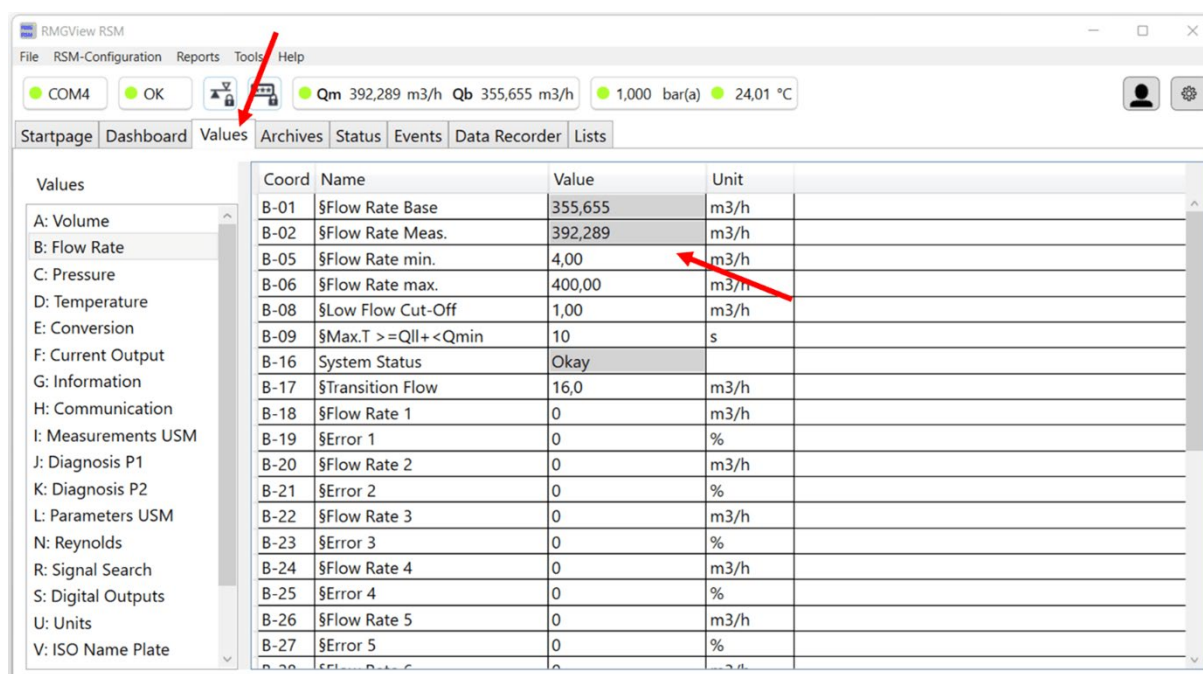 RMGView RSM
File RSM-Configuration Reports Tools Help
COM4 OK Qm 392,289 m3/h Qb 355,655 m3/h 1,000 bar(a) 24,01 °C
Startpage Dashboard Values Archives Status Events Data Recorder Lists
Values
A: Volume
B: Flow Rate
C: Pressure
D: Temperature
E: Conversion
F: Current Output
G: Information
H: Communication
I: Measurements USM
J: Diagnosis P1
K: Diagnosis P2
L: Parameters USM
N: Reynolds
R: Signal Search
S: Digital Outputs
U: Units
V: ISO Name Plate
Coord Name Value Unit
B-01 §Flow Rate Base 355,655 m3/h
B-02 §Flow Rate Meas. 392,289 m3/h
B-05 §Flow Rate min. 4,00 m3/h
B-06 §Flow Rate max. 400,00 m3/h
B-08 §Low Flow Cut-Off 1,00 m3/h
B-09 §Max.T >=Qll+<Qmin 10 s
B-16 System Status Okay
B-17 §Transition Flow 16,0 m3/h
B-18 §Flow Rate 1 0 m3/h
B-19 §Error 1 0 %
B-20 §Flow Rate 2 0 m3/h
B-21 §Error 2 0 %
B-22 §Flow Rate 3 0 m3/h
B-23 §Error 3 0 %
B-24 §Flow Rate 4 0 m3/h
B-25 §Error 4 0 %
B-26 §Flow Rate 5 0 m3/h
B-27 §Error 5 0 %